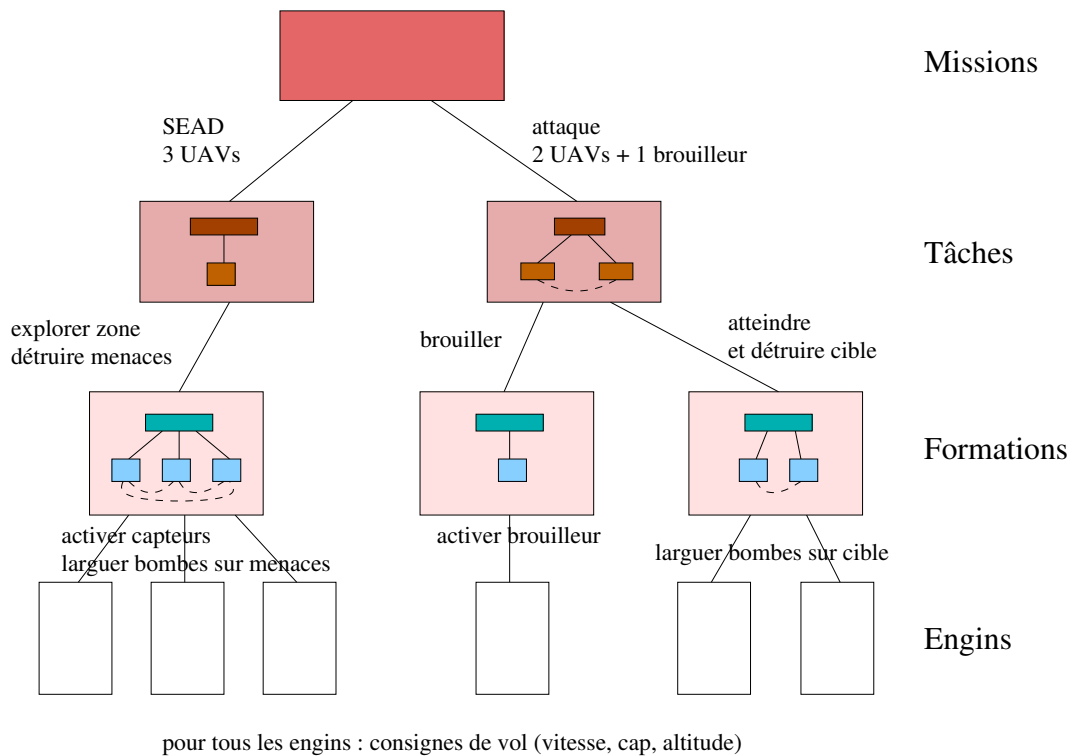 Missions
SEAD
3 UAVs
attaque
2 UAVs + 1 brouilleur
Tâches
explorer zone
détruire menaces
brouiller
atteindre
et détruire cible
Formations
activer capteurs
larguer bombes sur menaces
activer brouilleur
larguer bombes sur cible
Engins
pour tous les engins : consignes de vol (vitesse, cap, altitude)